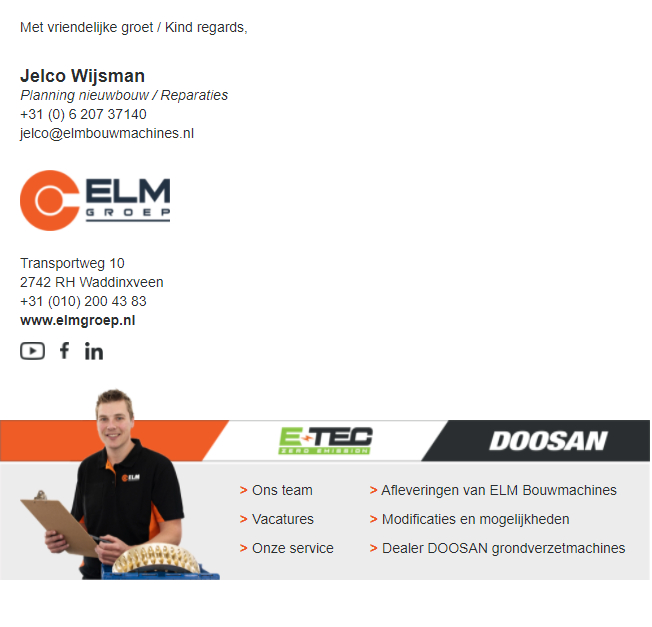 Met vriendelijke groet / Kind regards,
Jelco Wijsman
Planning nieuwbouw / Reparaties
+31 (0) 6 207 37140
jelco@elmbouwmachines.nl
ELM
GROEP
Transportweg 10
2742 RH Waddinxveen
+31 (010) 200 43 83
www.elmgroep.nl
in
E-TEC
ZERO EMISSION
DOOSAN
ELM
> Ons team
> Afleveringen van ELM Bouwmachines
> Vacatures
> Modificaties en mogelijkheden
> Onze service
> Dealer DOOSAN grondverzetmachines